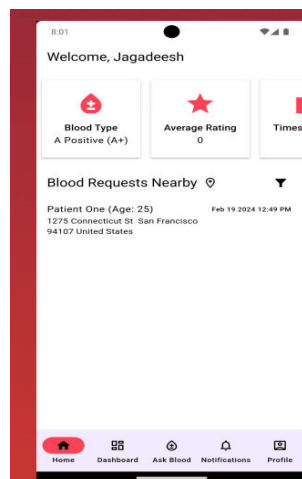 8:01
Welcome, Jagadeesh
Blood Type
A Positive (A+)
Average Rating
0
Times
Blood Requests Nearby
Patient One (Age: 25)
Feb 19 2024 12:49 PM
1275 Connecticut St San Francisco
94107 United States
Home Dashboard Ask Blood Notifications Profile